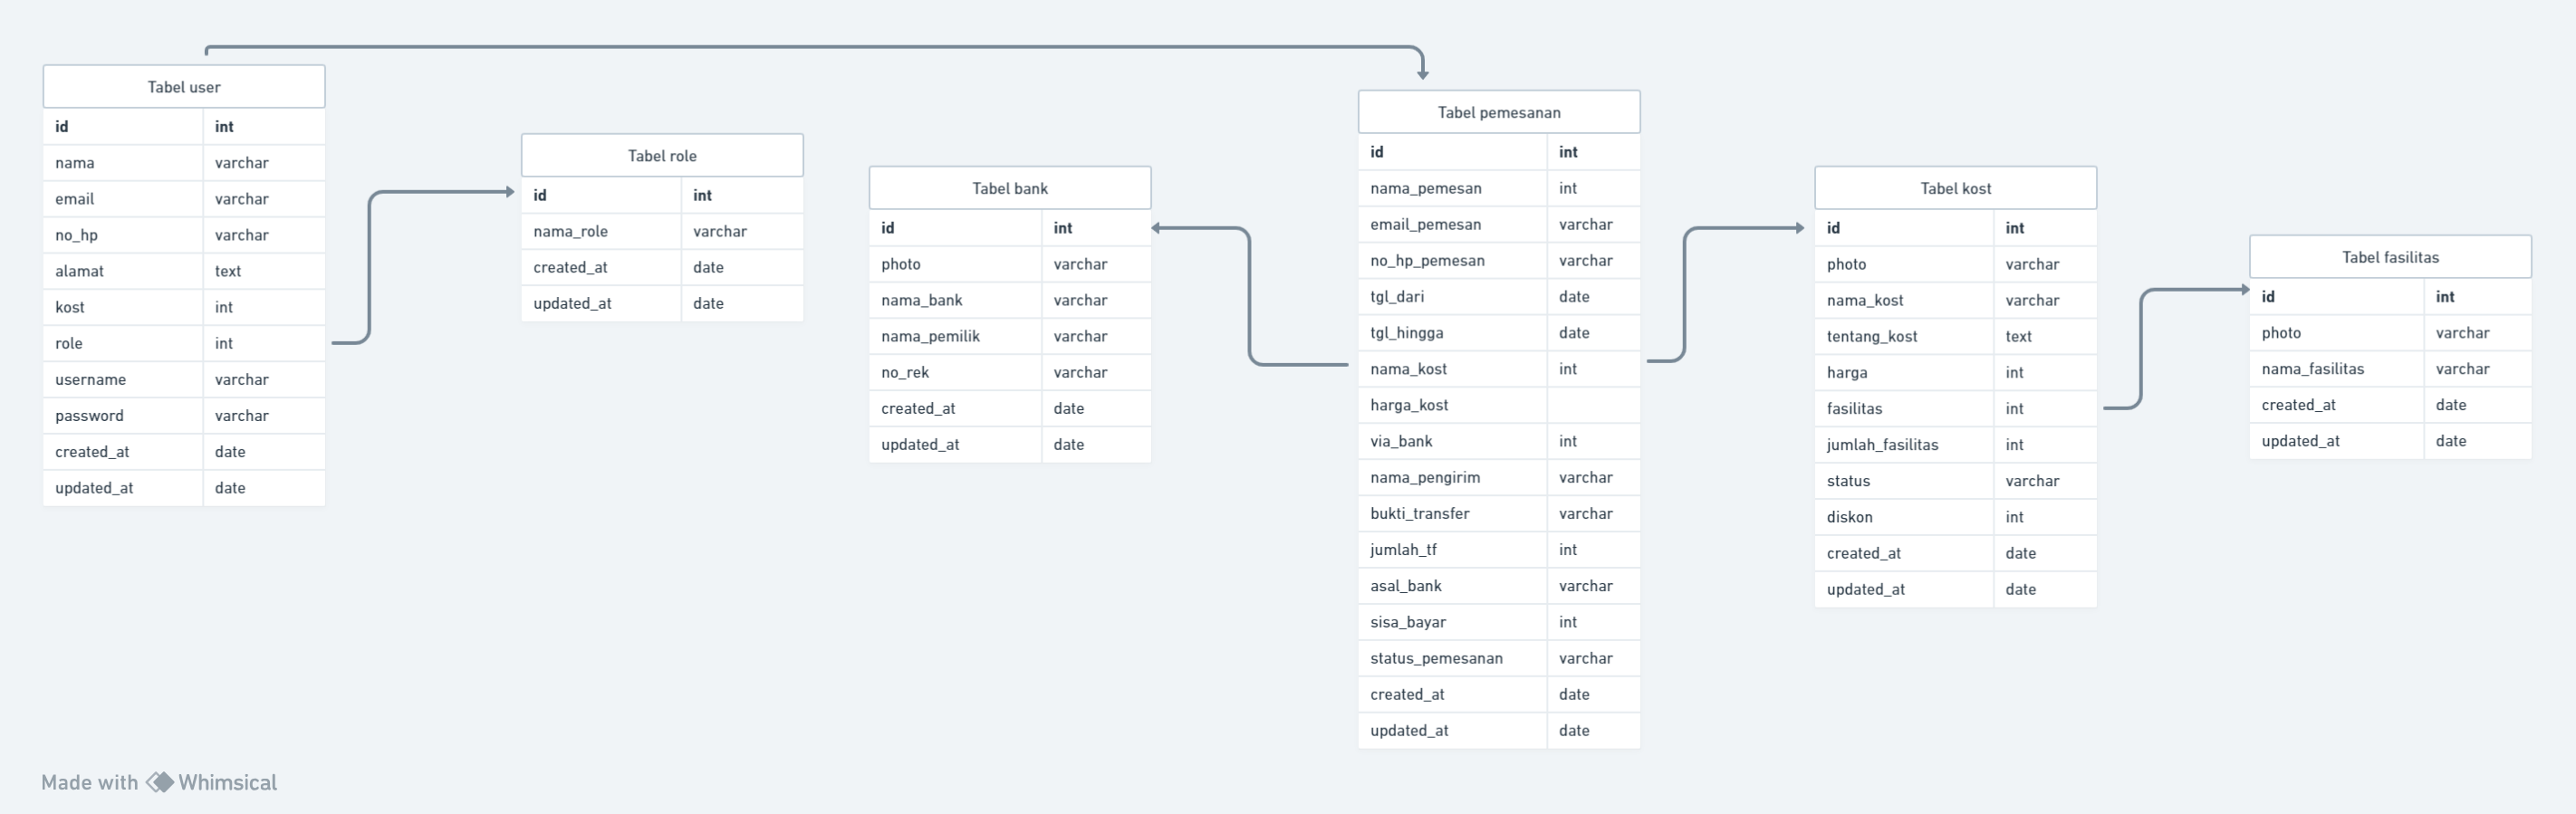 Tabel user
id int
nama varchar
email varchar
no_hp varchar
alamat text
kost int
role int
username varchar
password varchar
created_at date
updated_at date
Tabel role
id int
nama_role varchar
created_at date
updated_at date
Tabel bank
id int
photo varchar
nama_bank varchar
nama_pemilik varchar
no_rek varchar
created_at date
updated_at date
Tabel pemesanan
id int
nama_pemesan int
email_pemesan varchar
no_hp_pemesan varchar
tgl_dari date
tgl_hingga date
nama_kost int
harga_kost
via_bank int
nama_pengirim varchar
bukti_transfer varchar
jumlah_tf int
asal_bank varchar
sisa_bayar int
status_pemesanan varchar
created_at date
updated_at date
Tabel kost
id int
photo varchar
nama_kost varchar
tentang_kost text
harga int
fasilitas int
jumlah_fasilitas int
status varchar
diskon int
created_at date
updated_at date
Tabel fasilitas
id int
photo varchar
nama_fasilitas varchar
created_at date
updated_at date
Made with Whimsical